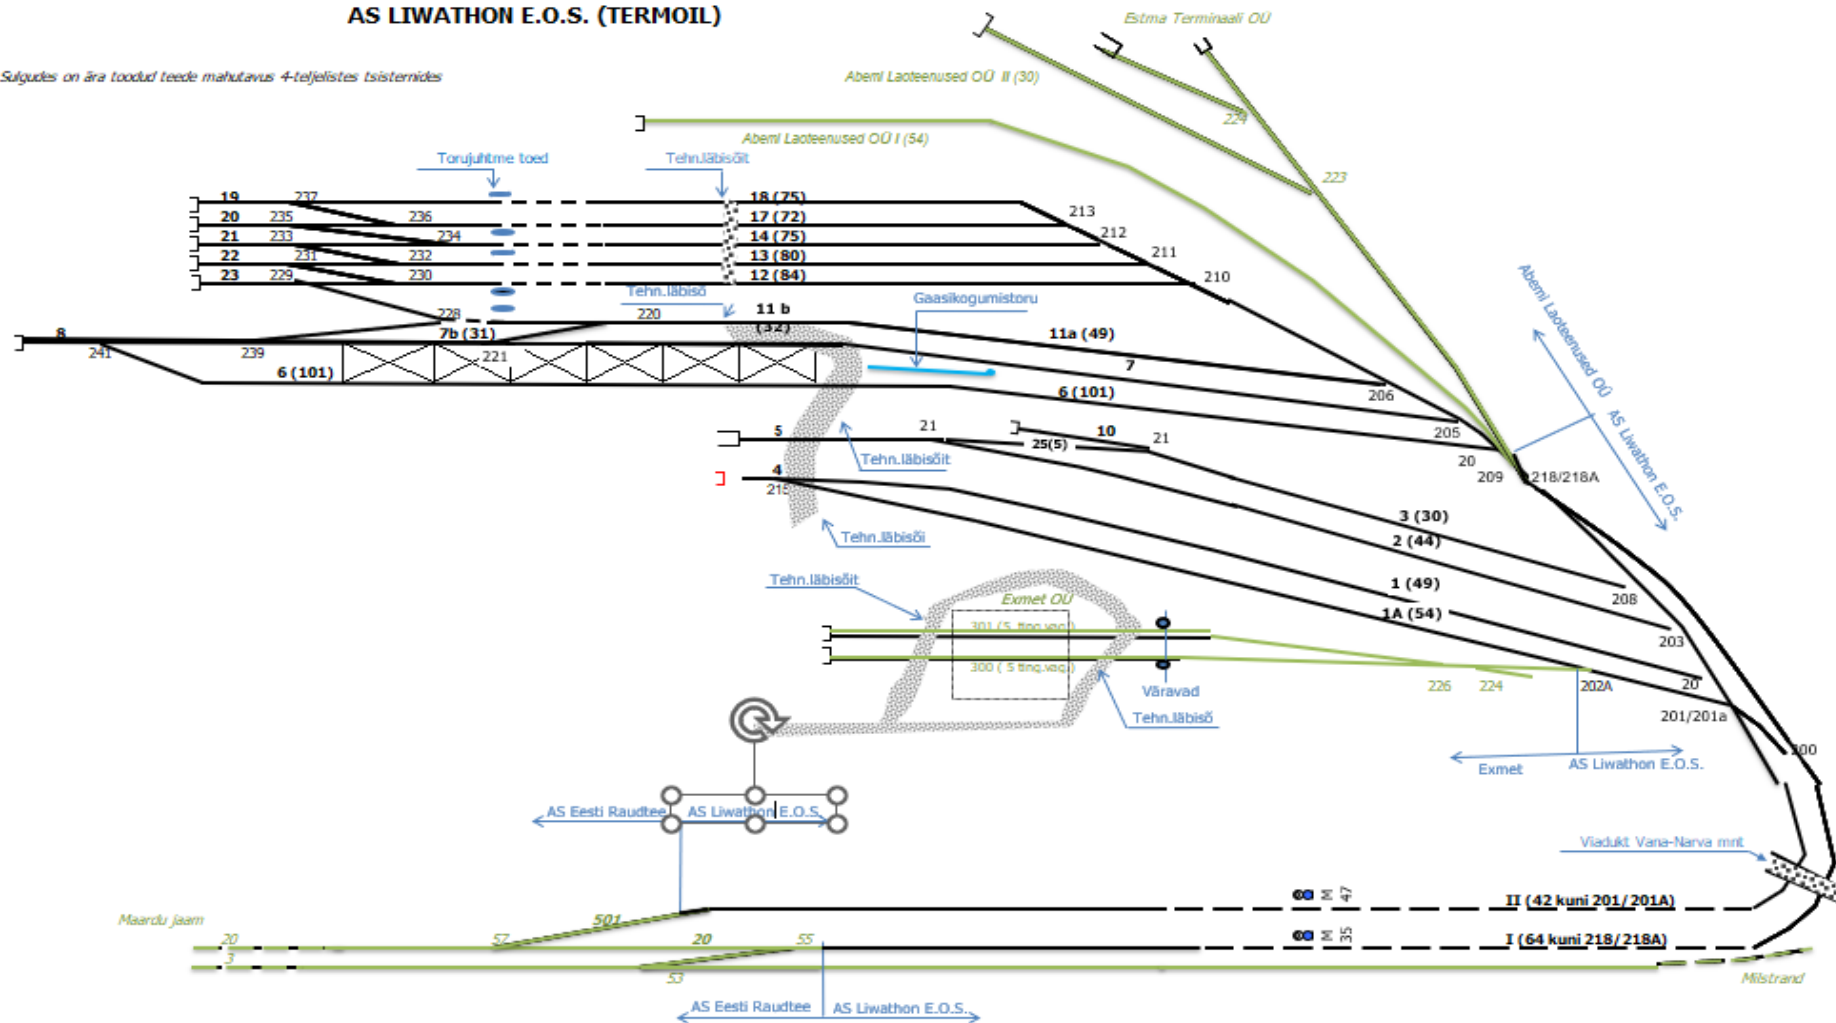 AS LIWATHON E.O.S. (TERMOIL)
Estma Terminaali OÜ
Sulgudes on ära toodud teede mahutavus 4-teljelistes tsisternides
Abemi Laoteenused OÜ II (30)
224
Abemi Laoteenused OÜ I (54)
Torujuhtme toed
Tehn.läbisõit
223
19
237
18 (75)
213
20
235
236
17 (72)
212
21
233
234
14 (75)
211
22
231
232
13 (80)
210
23
229
230
12 (84)
Tehn.läbisõ
Gaasikogumistoru
Abemi Laoteenused OÜ
AS Liwathon E.O.S.
228
220
11 b
(32)
8
7b (31)
11a (49)
241
239
221
7
6 (101)
6 (101)
206
205
5
21
25(5)
10
21
20
Tehn.läbisõit
209
218/218A
4
215
3 (30)
Tehn.läbisõi
2 (44)
Tehn.läbisõit
1 (49)
Exmet OÜ
208
1A (54)
301 (5 ting.vag.)
203
300 ( 5 ting.vag.)
Väravad
226
224
202A
20
Tehn.läbisõ
201/201a
200
Exmet
AS Liwathon E.O.S.
AS Eesti Raudtee
AS Liwathon E.O.S.
Viadukt Vana-Narva mnt
M 47
II (42 kuni 201/201A)
Maardu jaam
501
20
57
20
55
M 35
I (64 kuni 218/218A)
3
53
Milstrand
AS Eesti Raudtee
AS Liwathon E.O.S.